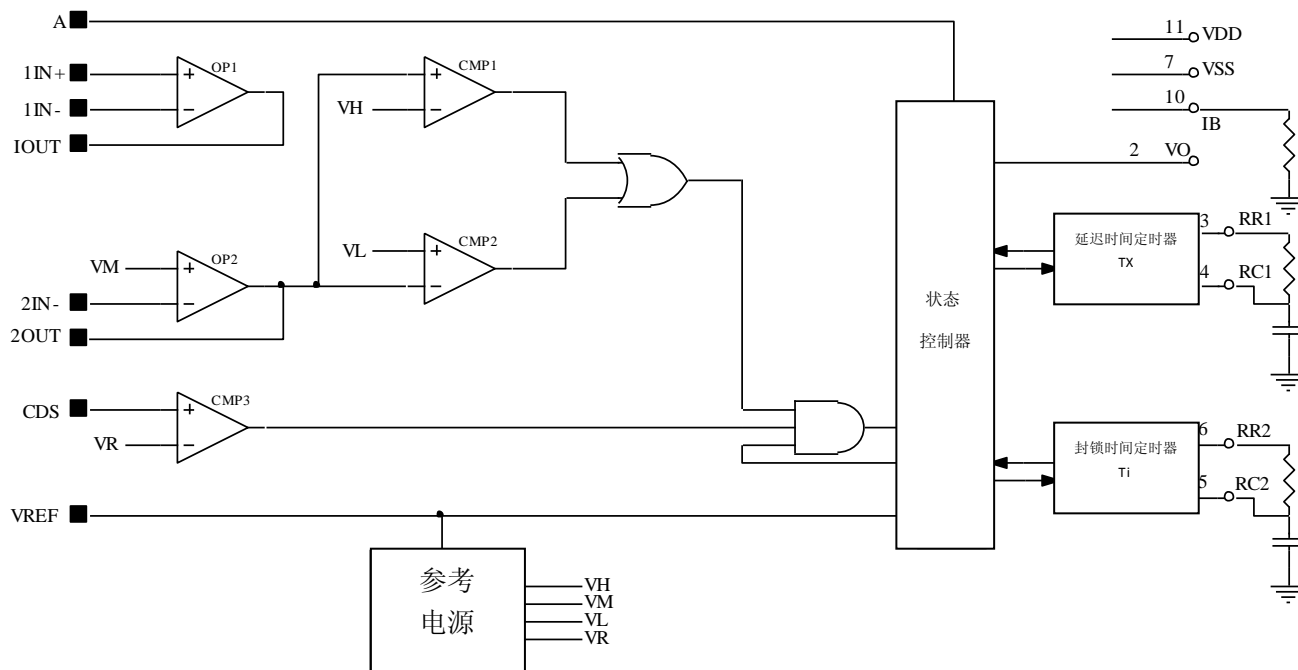 A
11
VDD
1IN+
OP1
CMP1
7
VSS
1IN-
VH
10
IB
IOUT
2
VO
3
RR1
延迟时间定时器
TX
VL
CMP2
VM
OP2
4
RC1
2IN-
状态
控制器
2OUT
CDS
CMP3
VR
6
RR2
封锁时间定时器
Ti
5
RC2
VREF
参考
电源
VH
VM
VL
VR